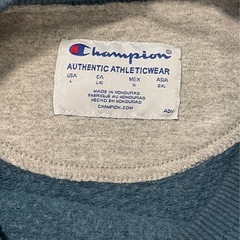 Champion
AUTHENTIC ATHLETICWEAR
USA CA MEX ASIA
L L/G G 2XL
MADE IN HONDURAS
FABRIQUÉ AU HONDURAS
HECHO EN HONDURAS
CHAMPION.COM
ADV